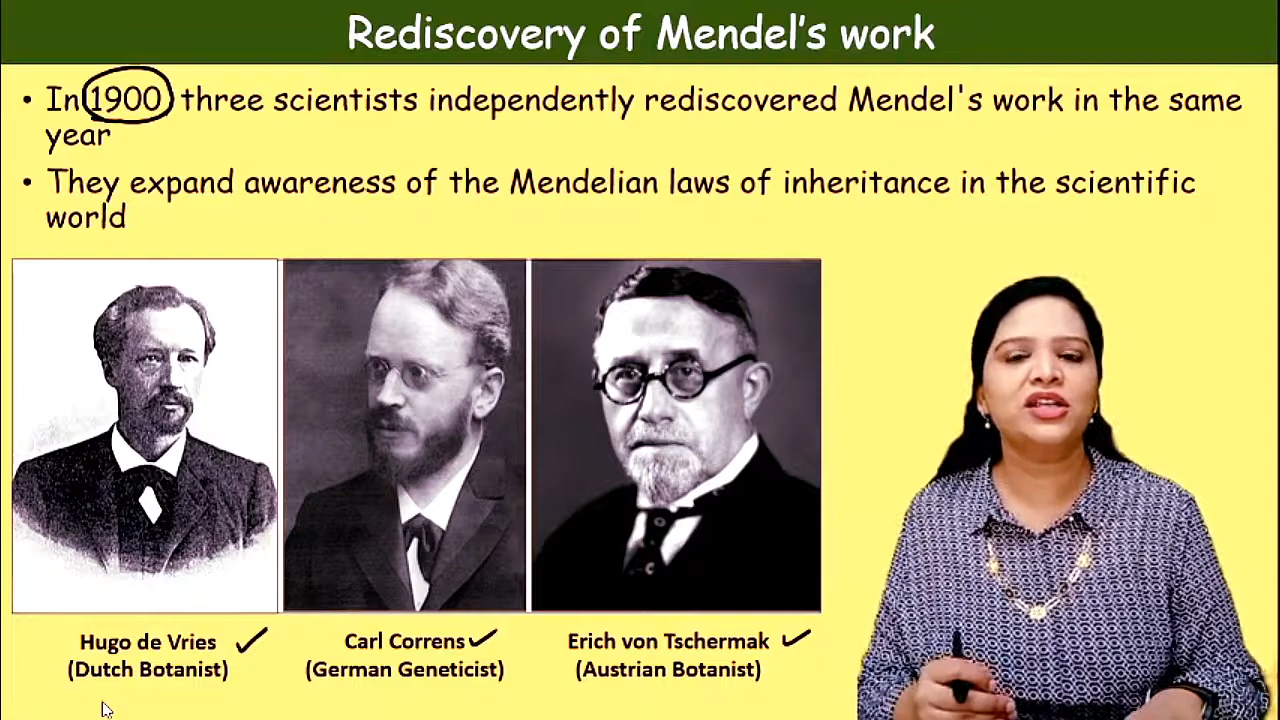 Rediscovery of Mendel's work
• In 1900 three scientists independently rediscovered Mendel's work in the same
year
• They expand awareness of the Mendelian laws of inheritance in the scientific
world
Hugo de Vries
(Dutch Botanist)
Carl Correns
(German Geneticist)
Erich von Tschermak
(Austrian Botanist)